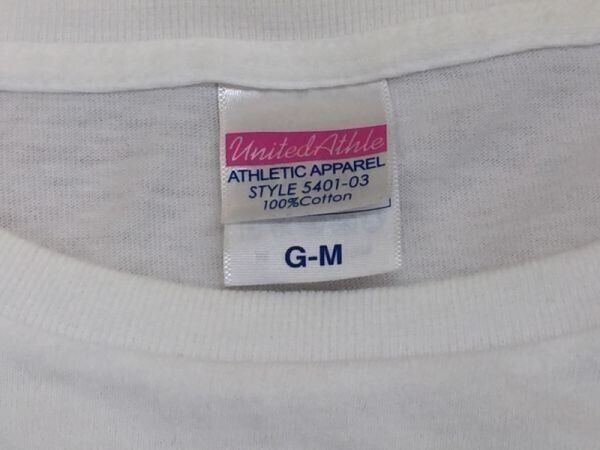 UnitedAthle
ATHLETIC APPAREL
STYLE 5401-03
100%Cotton
G-M